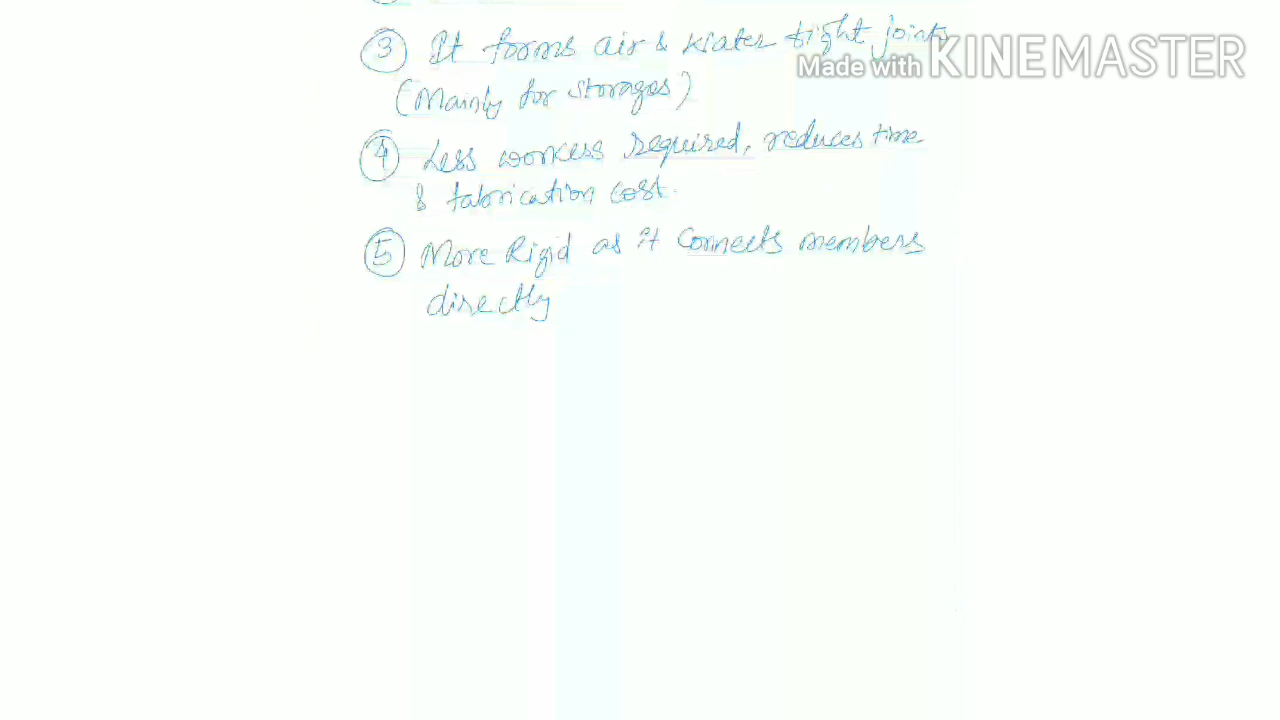 ③ It forms air & water tight joints
Made with KINEMASTER
(Mainly for storages)
④ Less workess required, reduces time
& fabrication cost.
⑤ More Rigid as it connects members
directly